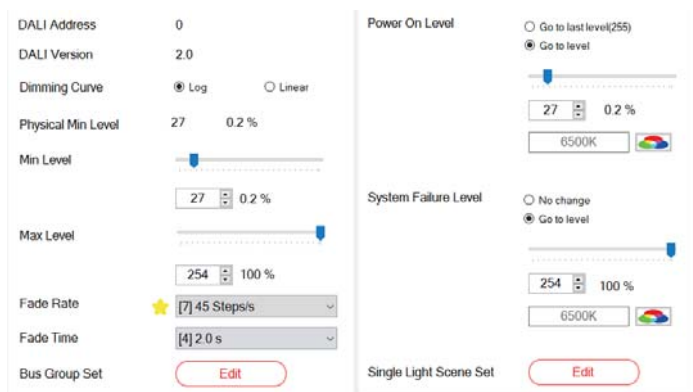 DALI Address 0
DALI Version 2.0
Dimming Curve Log Linear
Physical Min Level 27 0.2 %
Min Level
27 0.2 %
Max Level
254 100 %
Fade Rate [7] 45 Steps/s
Fade Time [4] 2.0 s
Bus Group Set Edit
Power On Level Go to last level(255)
Go to level
27 0.2 %
6500K
System Failure Level No change
Go to level
254 100 %
6500K
Single Light Scene Set Edit